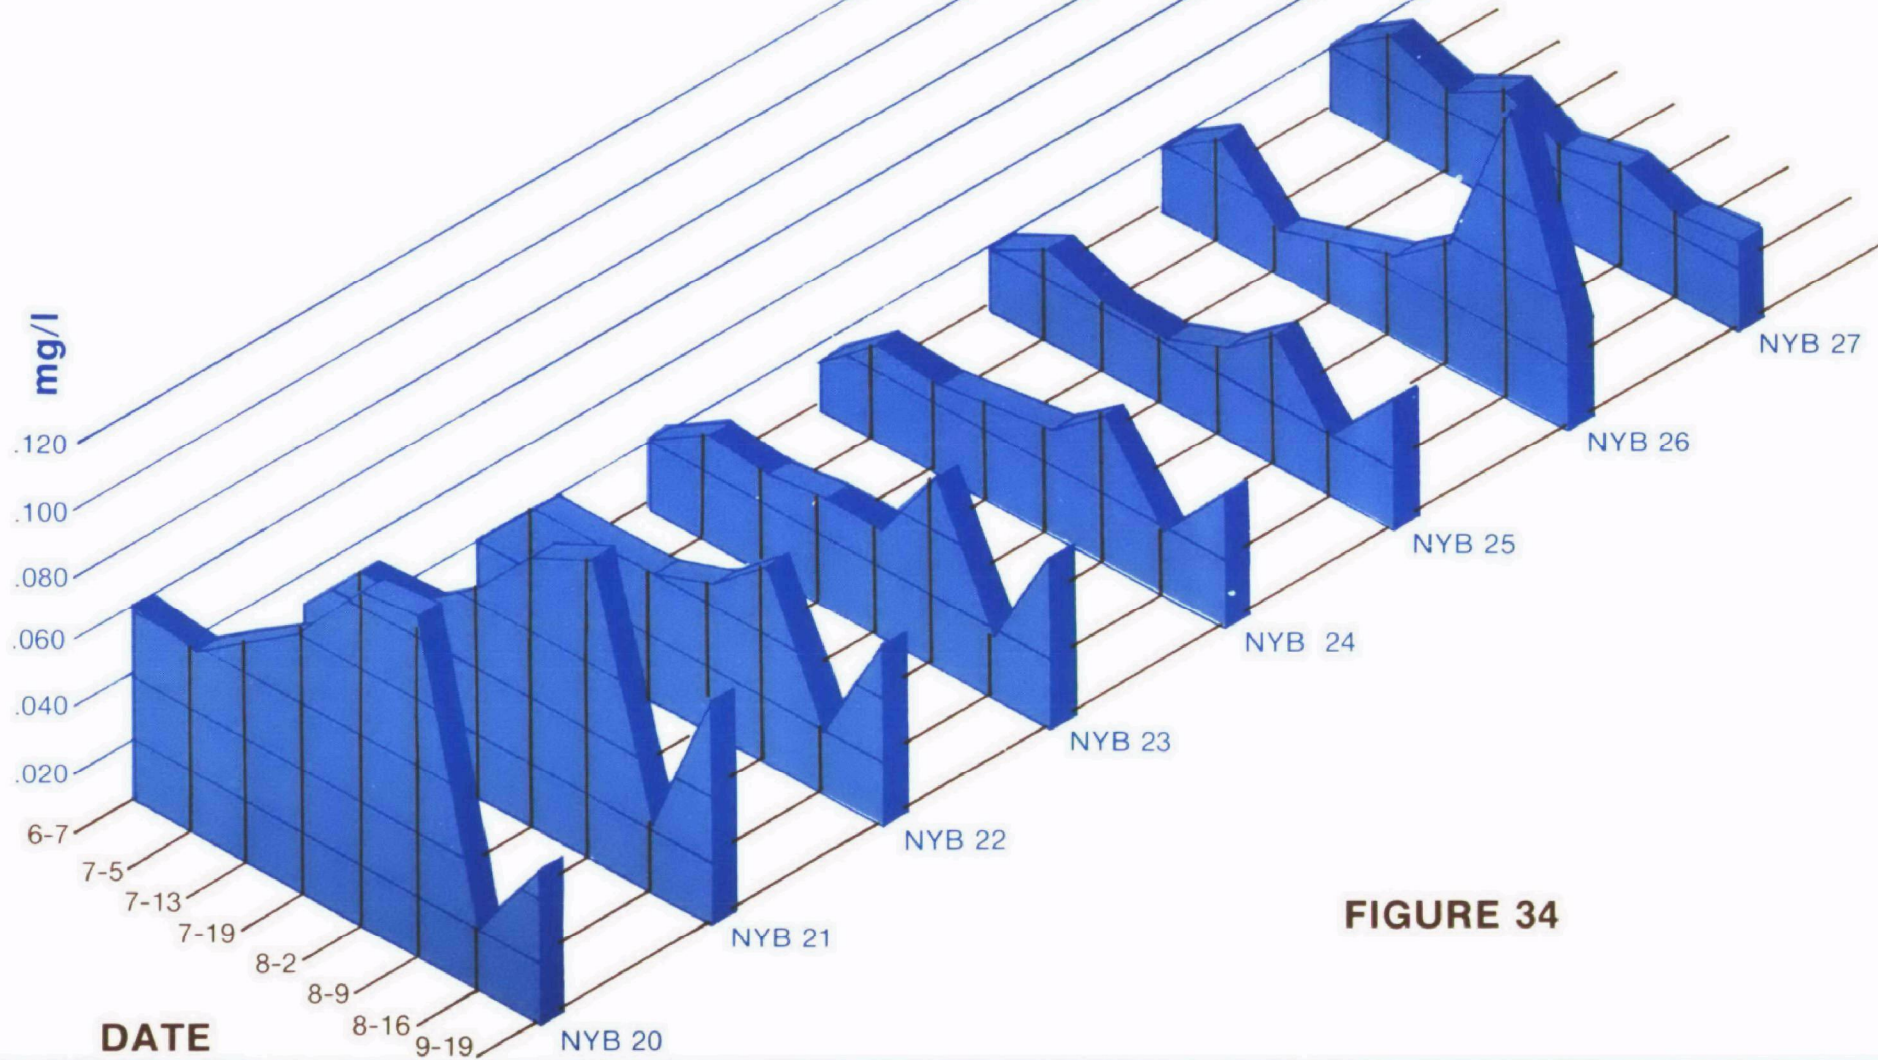 mg/l
.120
.100
.080
.060
.040
.020
6-7
7-5
7-13
7-19
8-2
8-9
8-16
9-19
DATE
NYB 20
NYB 21
NYB 22
NYB 23
NYB 24
NYB 25
NYB 26
NYB 27
FIGURE 34